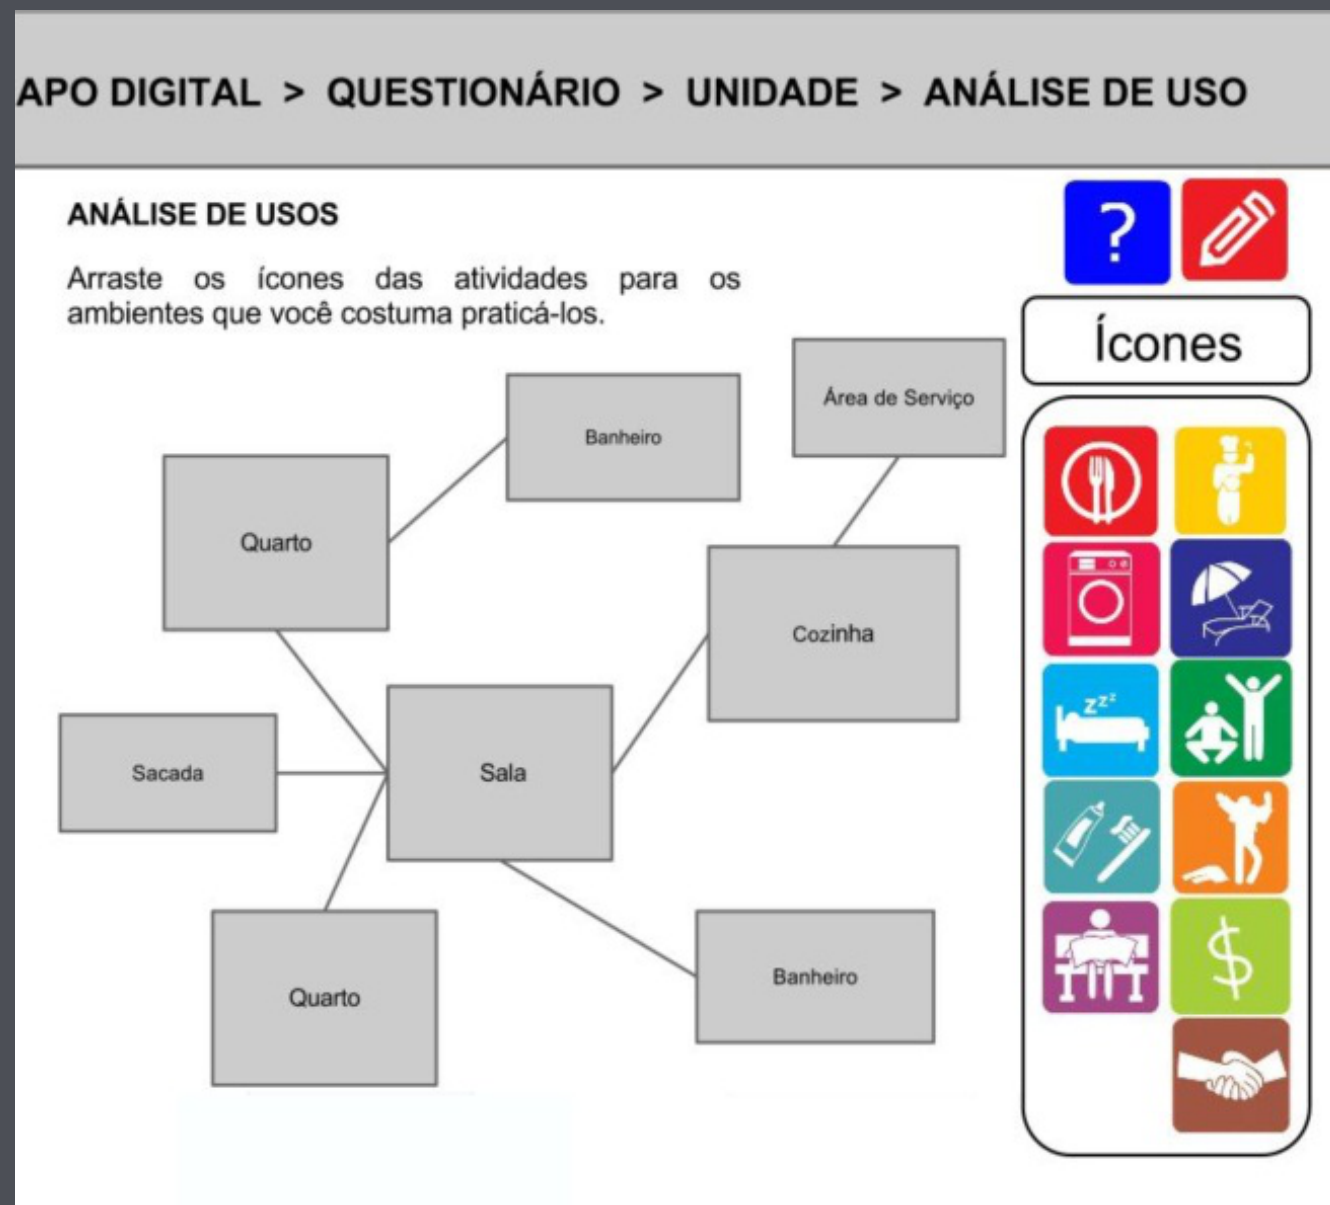 APO DIGITAL > QUESTIONÁRIO > UNIDADE > ANÁLISE DE USO
ANÁLISE DE USOS
Arraste os ícones das atividades para os
ambientes que você costuma praticá-los.
?
Ícones
Área de Serviço
Banheiro
Quarto
Cozinha
Sacada
Sala
Quarto
Banheiro
zzz
$